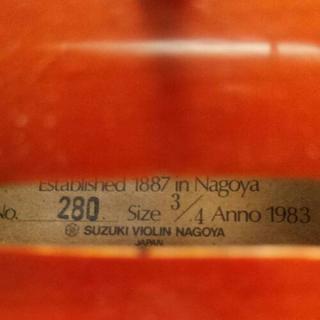 Established 1887 in Nagoya
No. 280. Size 3/4 Anno 1983
SUZUKI VIOLIN NAGOYA
JAPAN